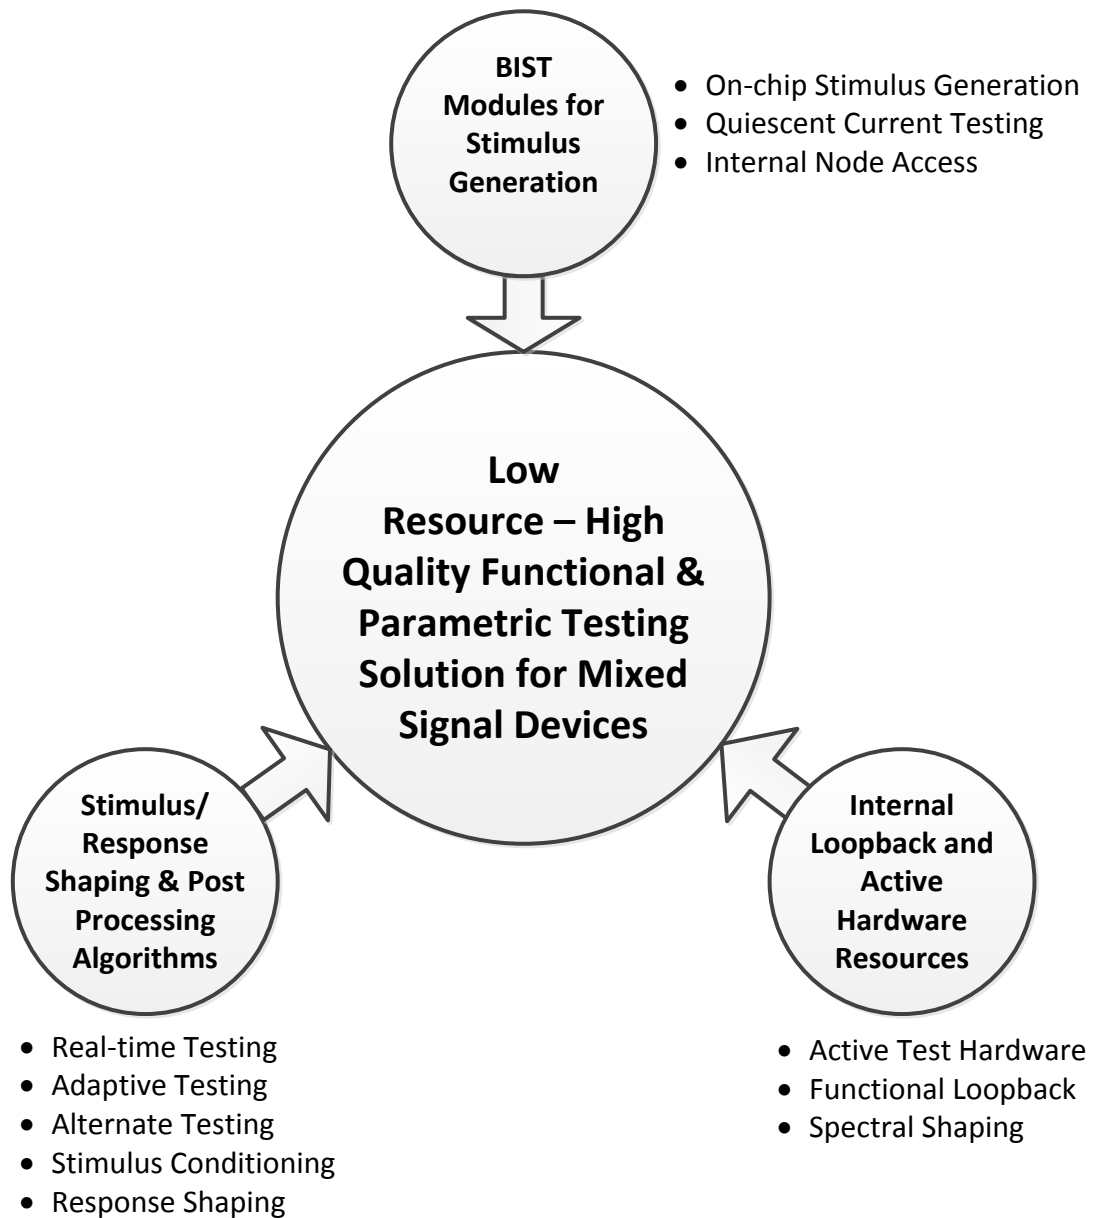 BIST
Modules for
Stimulus
Generation
• On-chip Stimulus Generation
• Quiescent Current Testing
• Internal Node Access
Low
Resource – High
Quality Functional &
Parametric Testing
Solution for Mixed
Signal Devices
Stimulus/
Response
Shaping & Post
Processing
Algorithms
• Real-time Testing
• Adaptive Testing
• Alternate Testing
• Stimulus Conditioning
• Response Shaping
Internal
Loopback and
Active
Hardware
Resources
• Active Test Hardware
• Functional Loopback
• Spectral Shaping